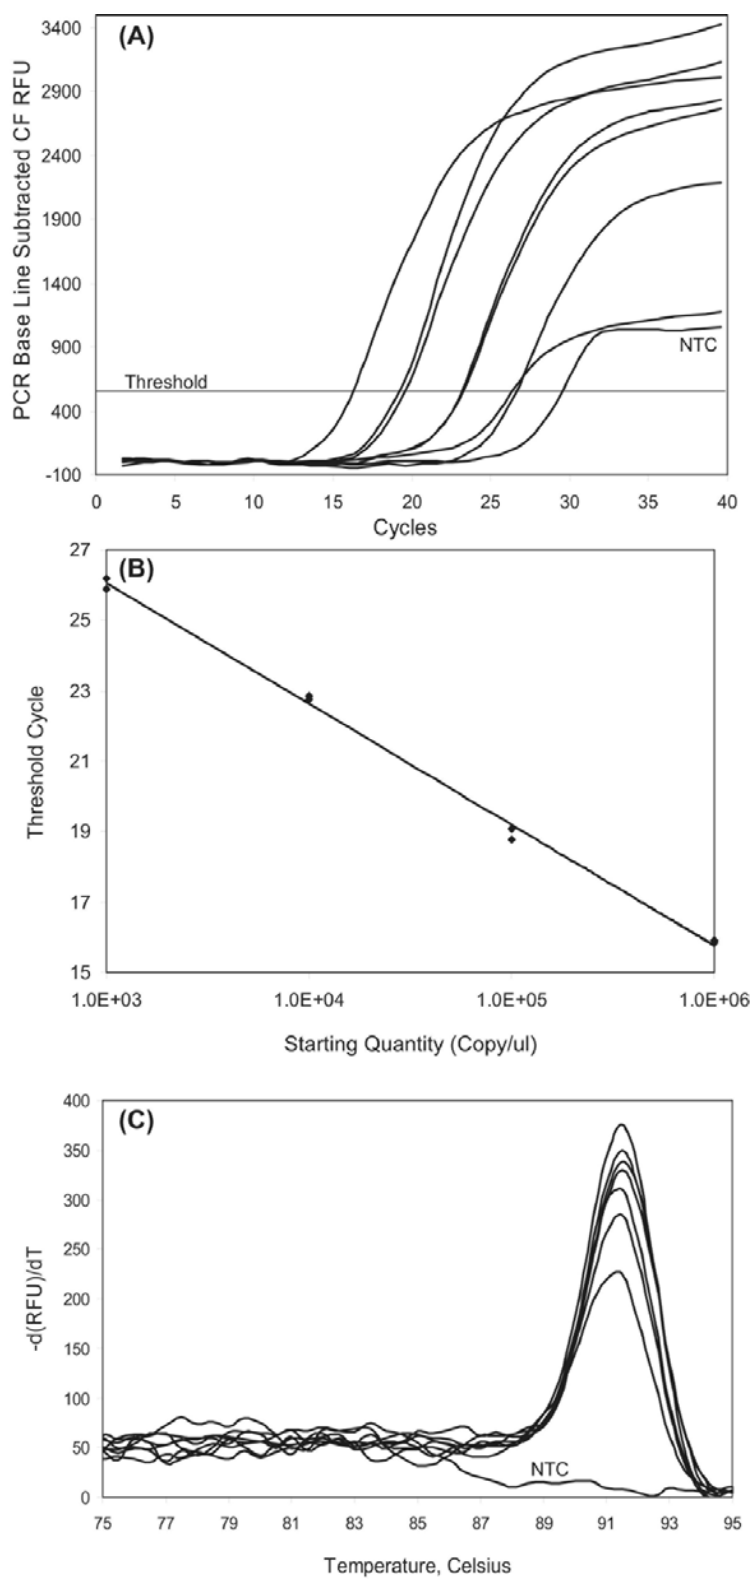 (A)
PCR Base Line Subtracted CF RFU
3400
2900
2400
1900
1400
900
400
-100
Threshold
NTC
0 5 10 15 20 25 30 35 40
Cycles
(B)
Threshold Cycle
27
25
23
21
19
17
15
1.0E+03 1.0E+04 1.0E+05 1.0E+06
Starting Quantity (Copy/ul)
(C)
-d(RFU)/dT
400
350
300
250
200
150
100
50
0
NTC
75 77 79 81 83 85 87 89 91 93 95
Temperature, Celsius